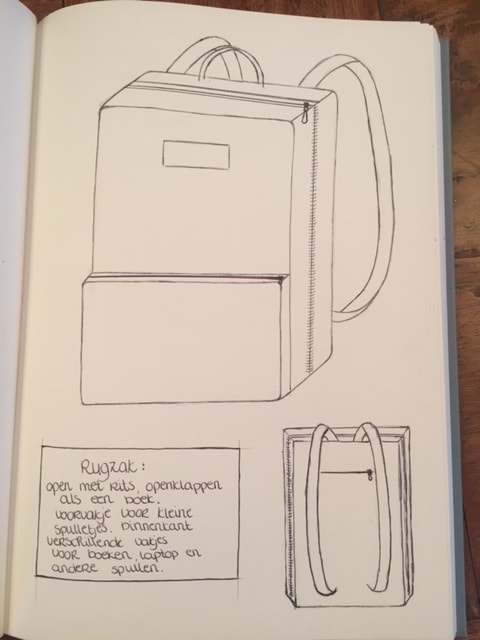 Rugzak:
open met rits, openklappen
als een boek.
voorvakje voor kleine
spulletjes. binnenkant
verschillende vakjes
voor boeken, laptop en
andere spullen.